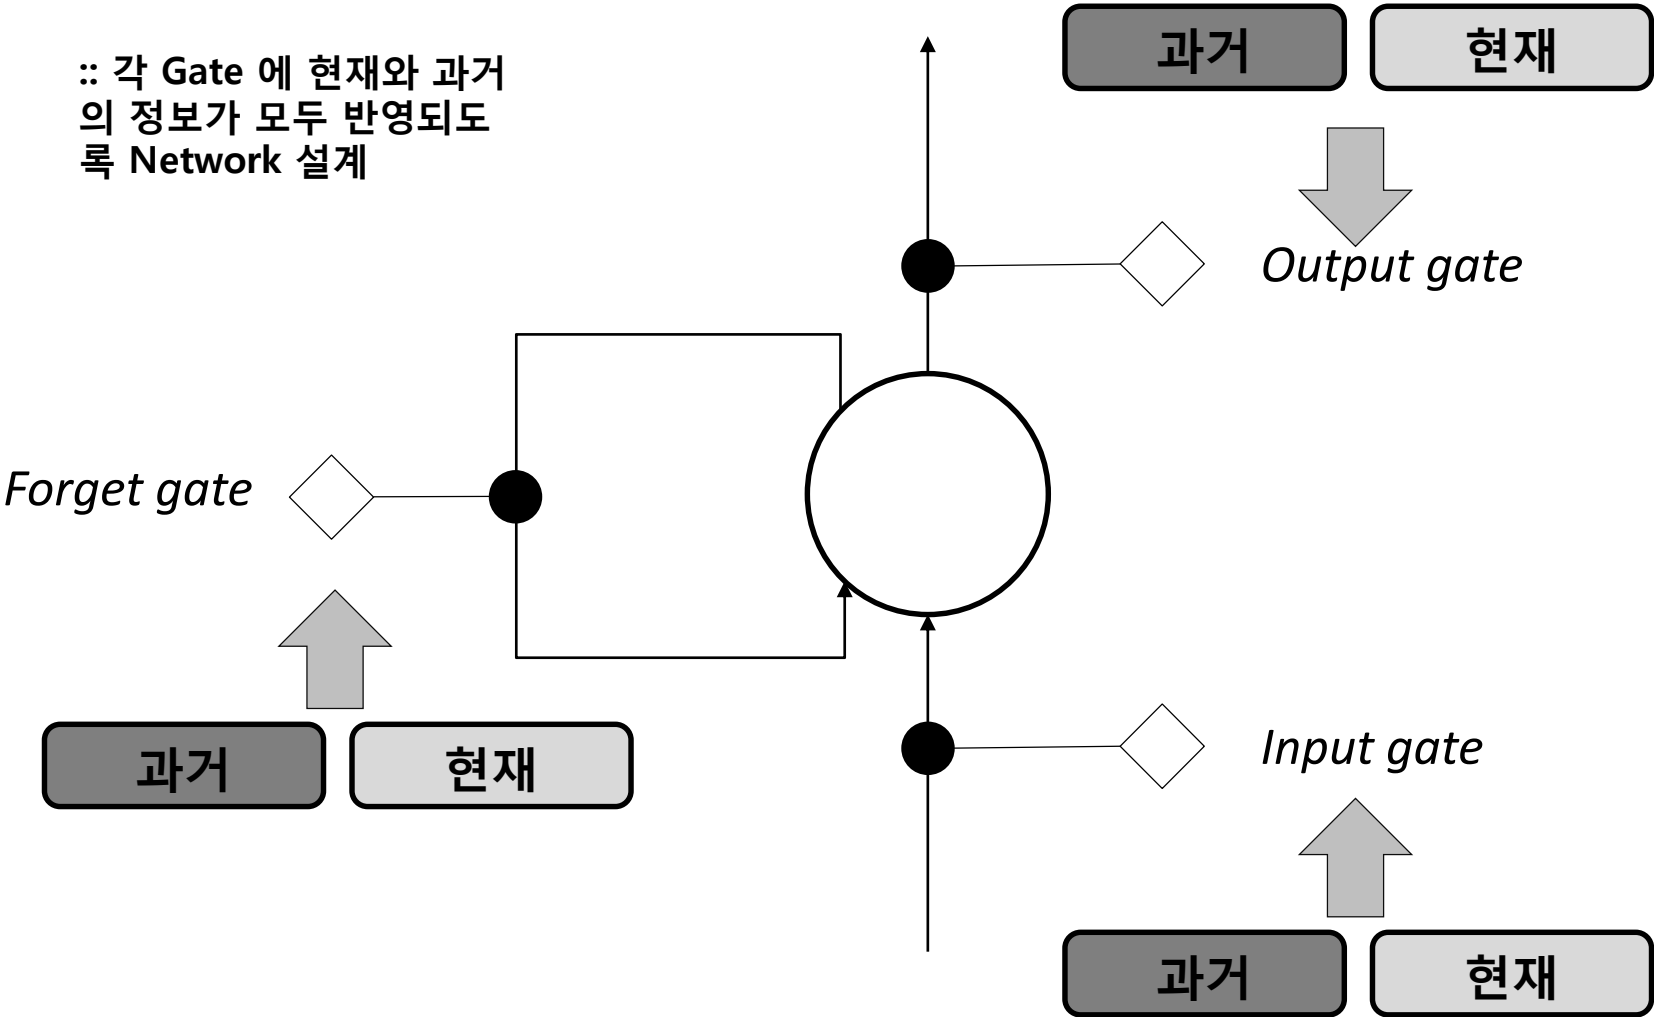 :: 각 Gate 에 현재와 과거
의 정보가 모두 반영되도
록 Network 설계
과거 현재
Output gate
Forget gate
과거 현재
Input gate
과거 현재